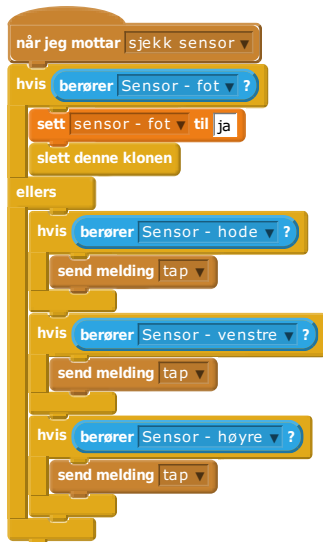 når jeg mottar sjekk sensor
hvis berører Sensor - fot ?
sett sensor - fot til ja
slett denne klonen
ellers
hvis berører Sensor - hode ?
send melding tap
hvis berører Sensor - venstre ?
send melding tap
hvis berører Sensor - høyre ?
send melding tap